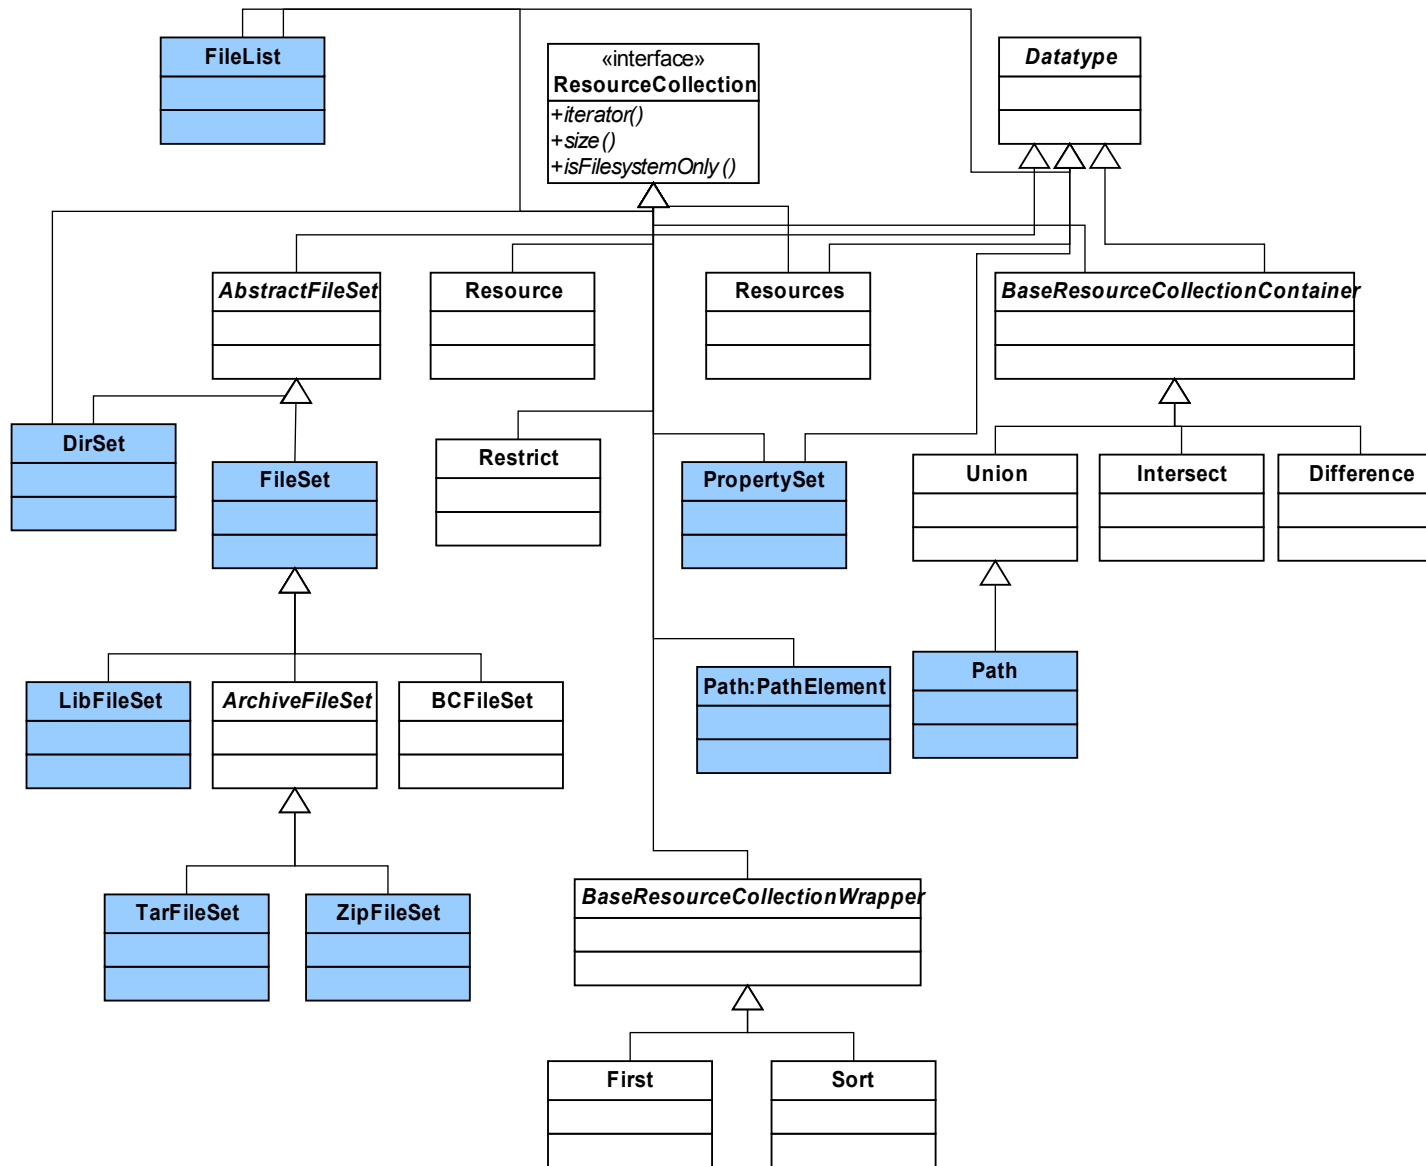 FileList
«interface»
ResourceCollection
+iterator()
+size()
+isFilesystemOnly()
Datatype
AbstractFileSet
Resource
Resources
BaseResourceCollectionContainer
DirSet
FileSet
Restrict
PropertySet
Union
Intersect
Difference
LibFileSet
ArchiveFileSet
BCFileSet
Path:PathElement
Path
TarFileSet
ZipFileSet
BaseResourceCollectionWrapper
First
Sort